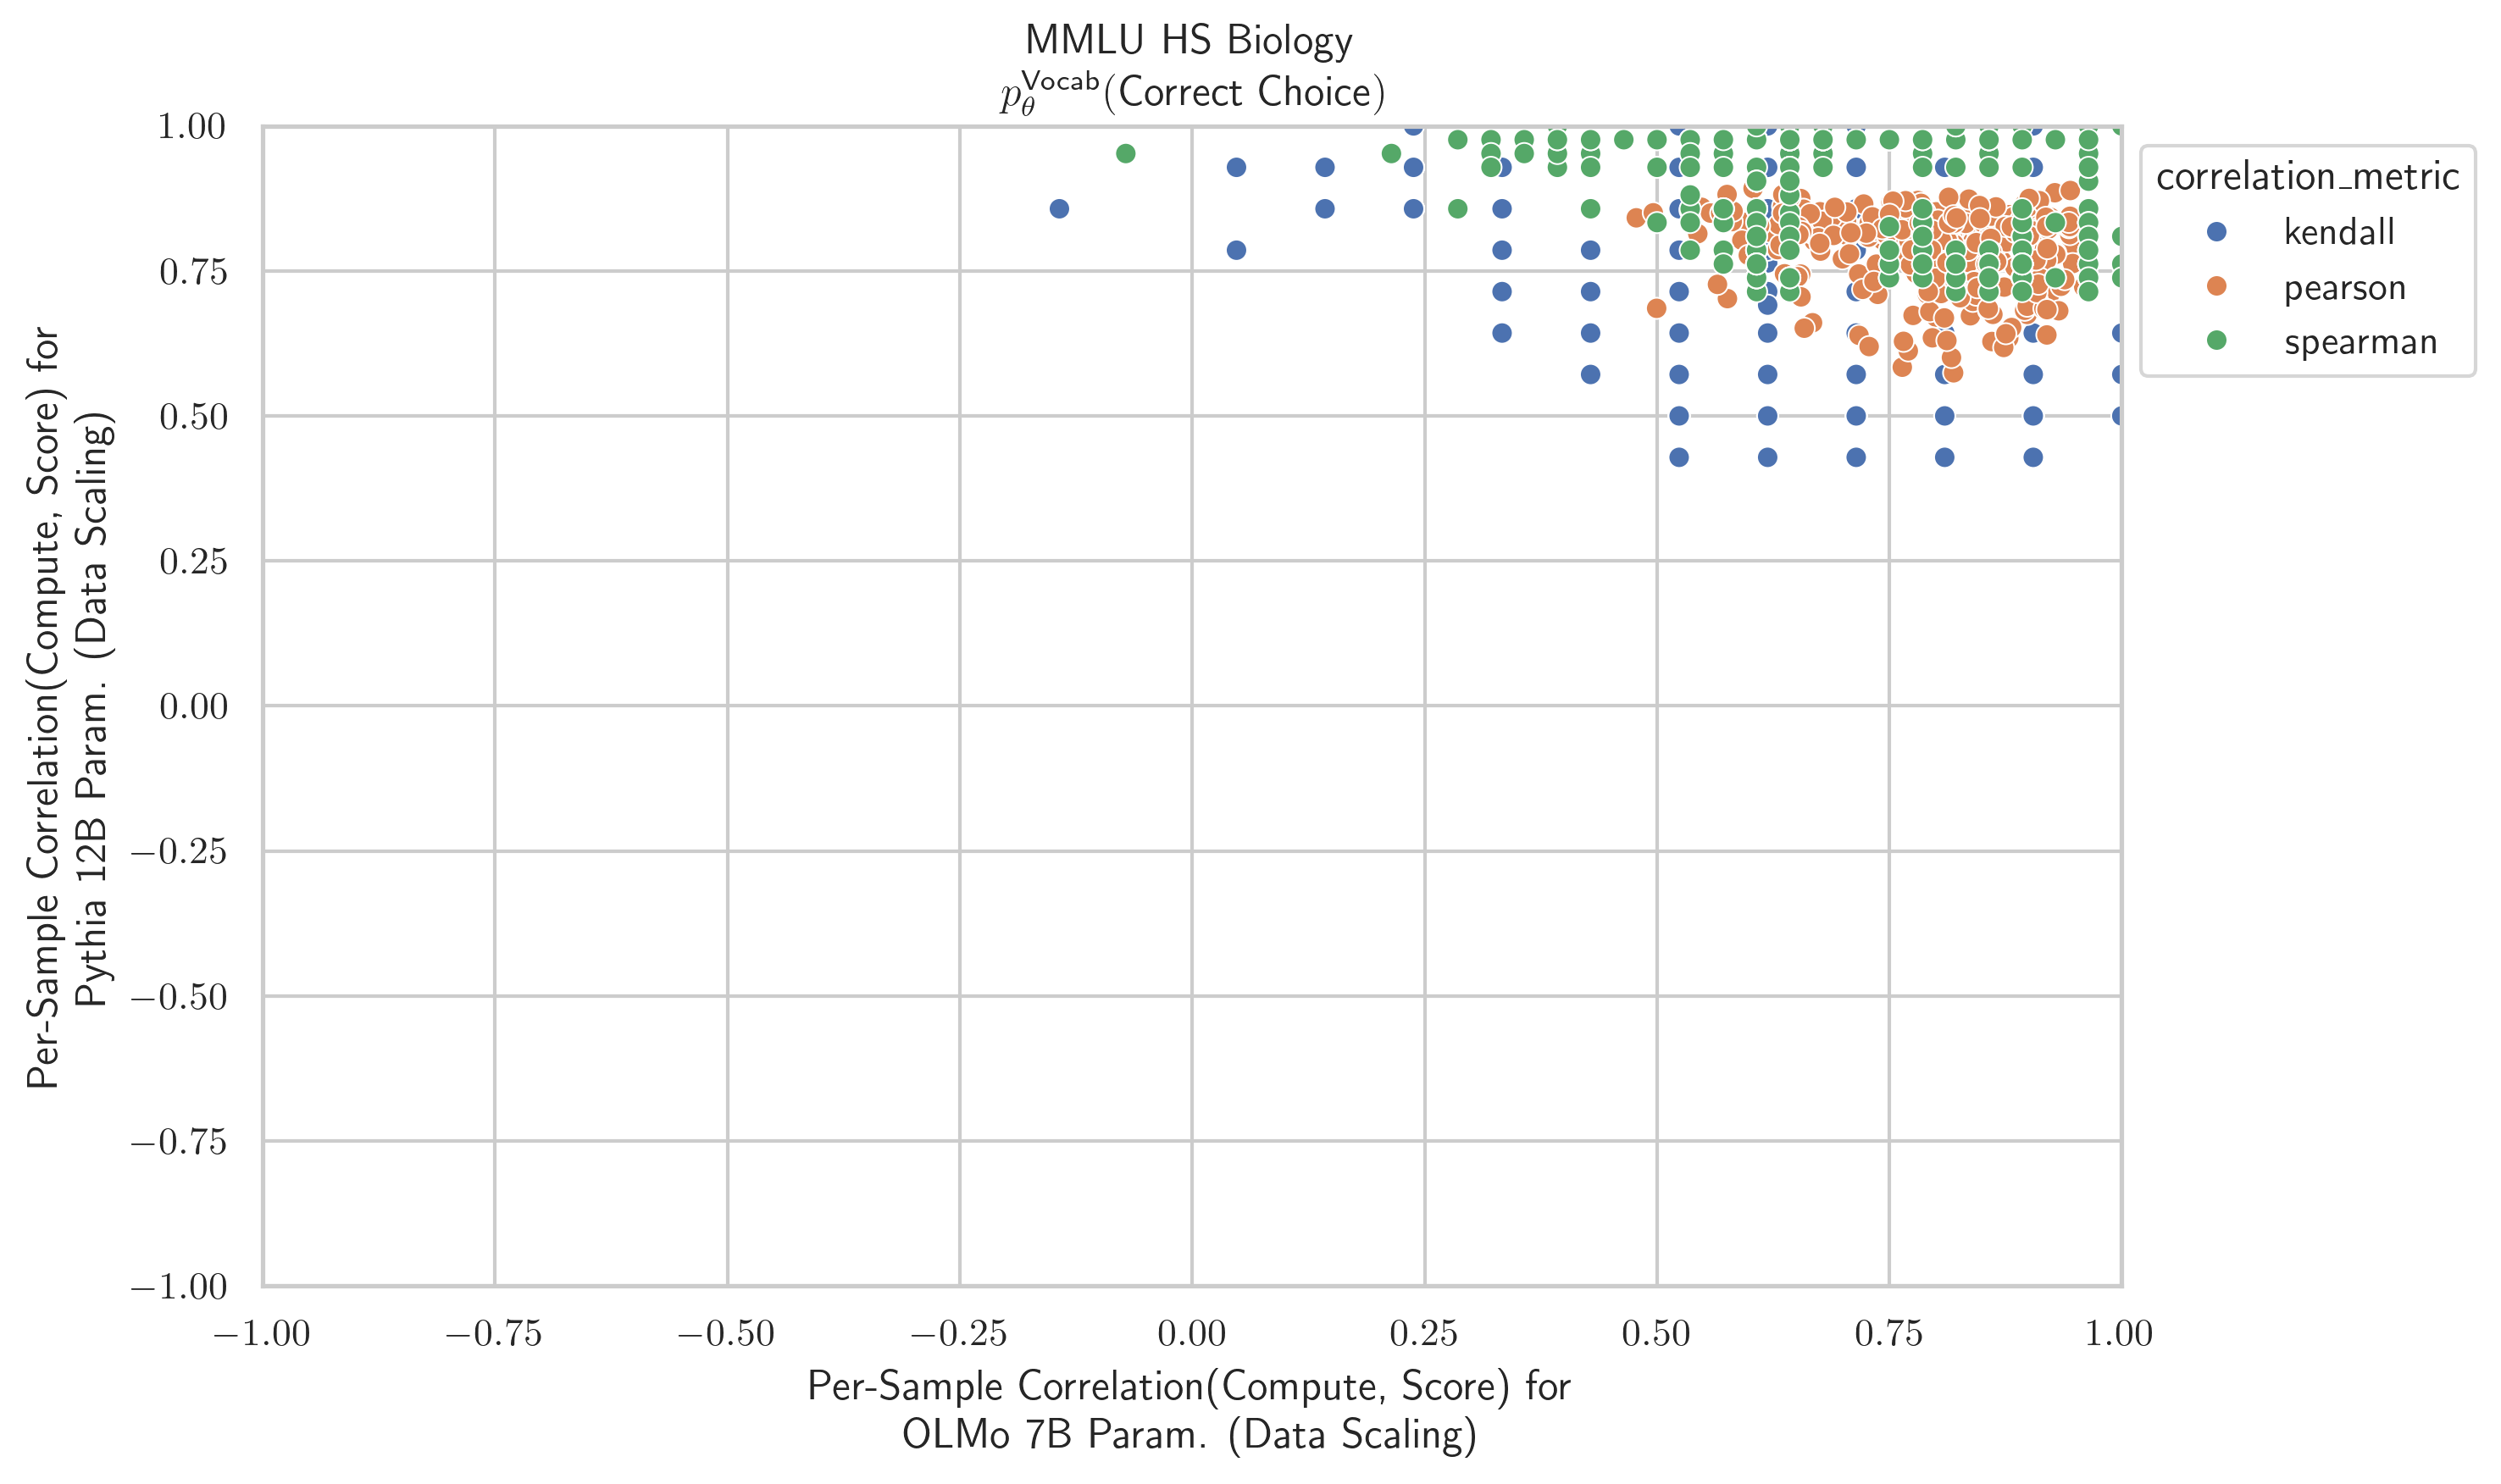 MMLU HS Biology
p_θ^Vocab(Correct Choice)
1.00
0.75
0.50
0.25
0.00
−0.25
−0.50
−0.75
−1.00
Per-Sample Correlation(Compute, Score) for
Pythia 12B Param. (Data Scaling)
correlation_metric
kendall
pearson
spearman
−1.00
−0.75
−0.50
−0.25
0.00
0.25
0.50
0.75
1.00
Per-Sample Correlation(Compute, Score) for
OLMo 7B Param. (Data Scaling)